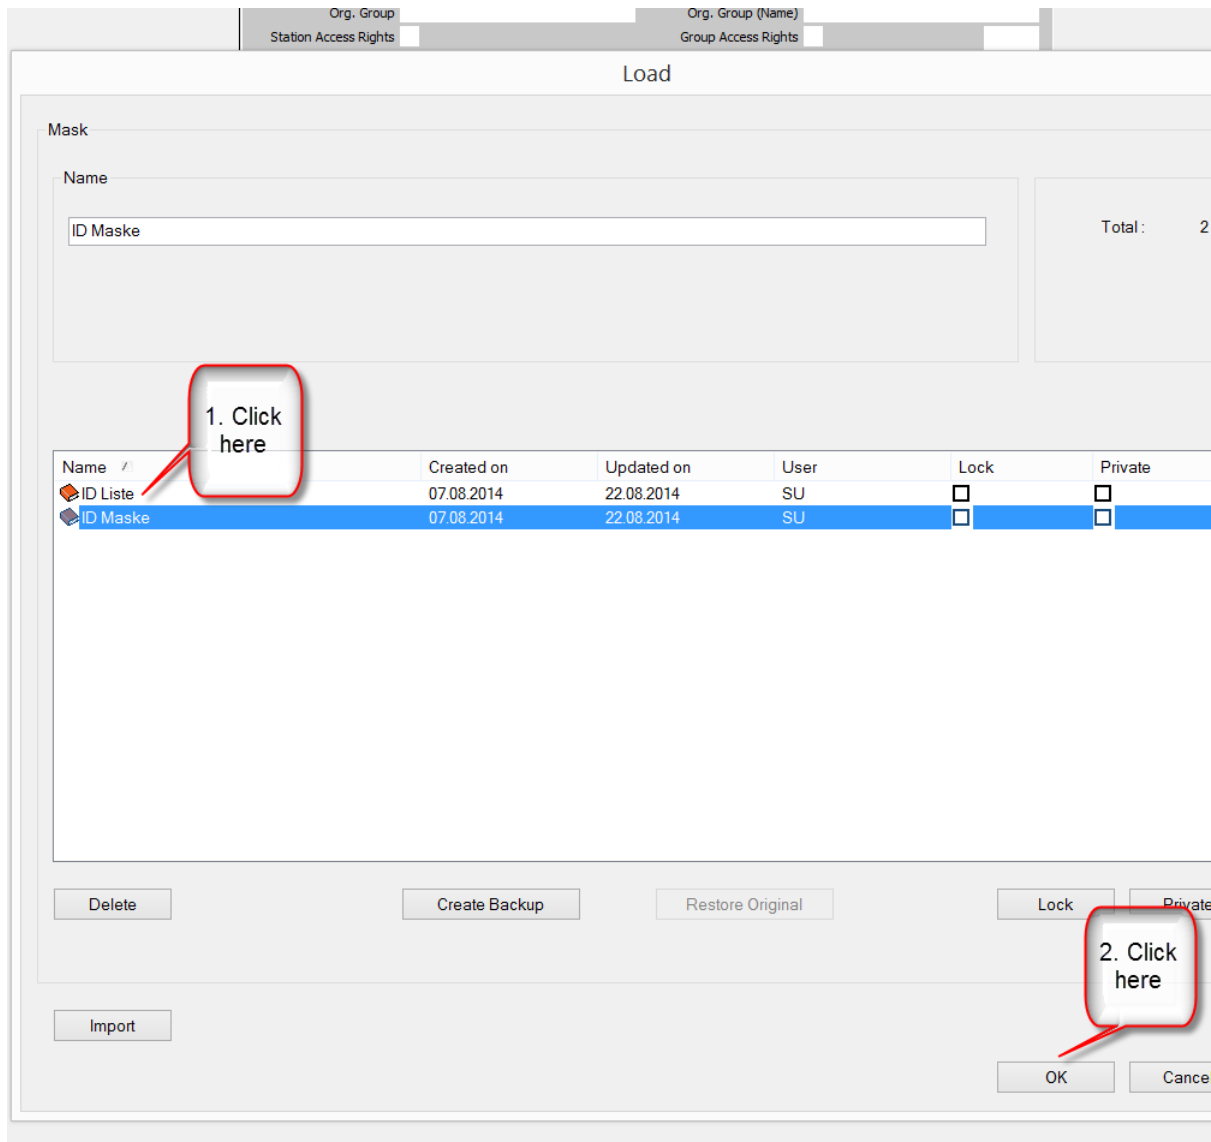 Org. Group Org. Group (Name)
Station Access Rights Group Access Rights
Load
Mask
Name
ID Maske
Total : 2
1. Click
here
Name Created on Updated on User Lock Private
ID Liste 07.08.2014 22.08.2014 SU
ID Maske 07.08.2014 22.08.2014 SU
Delete Create Backup Restore Original Lock Private
2. Click
here
Import
OK Cance